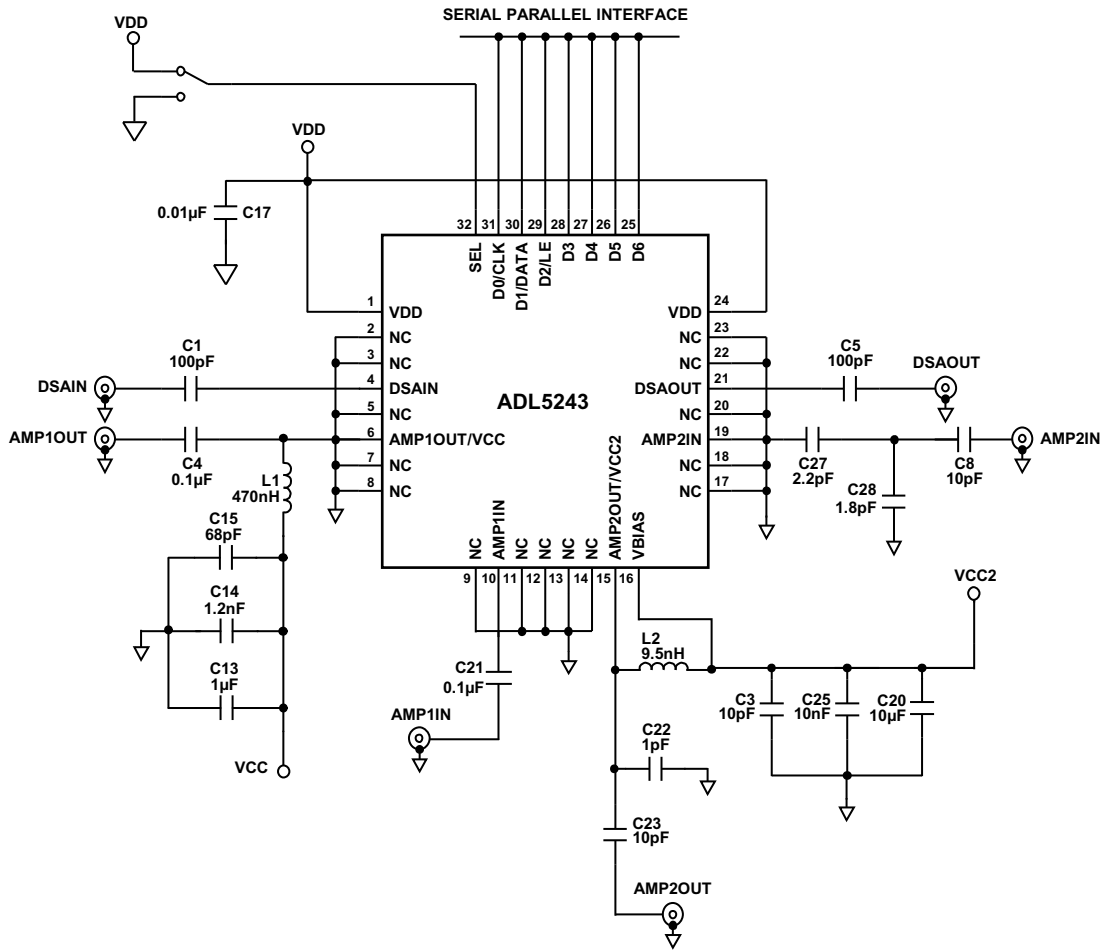 SERIAL PARALLEL INTERFACE
VDD
VDD
0.01µF
C17
32
31
30
29
28
27
26
25
SEL
D0/CLK
D1/DATA
D2/LE
D3
D4
D5
D6
1
VDD
2
NC
3
NC
4
DSAIN
5
NC
6
AMP1OUT/VCC
7
NC
8
NC
24
VDD
23
NC
22
NC
21
DSAOUT
20
NC
19
AMP2IN
18
NC
17
NC
ADL5243
C1
100pF
DSAIN
AMP1OUT
C4
0.1µF
L1
470nH
C15
68pF
C14
1.2nF
C13
1µF
VCC
C5
100pF
DSAOUT
AMP2IN
C27
2.2pF
C8
10pF
C28
1.8pF
NC
AMP1IN
NC
NC
NC
NC
AMP2OUT/VCC2
VBIAS
9
10
11
12
13
14
15
16
C21
0.1µF
AMP1IN
L2
9.5nH
VCC2
C3
10pF
C25
10nF
C20
10µF
C22
1pF
C23
10pF
AMP2OUT